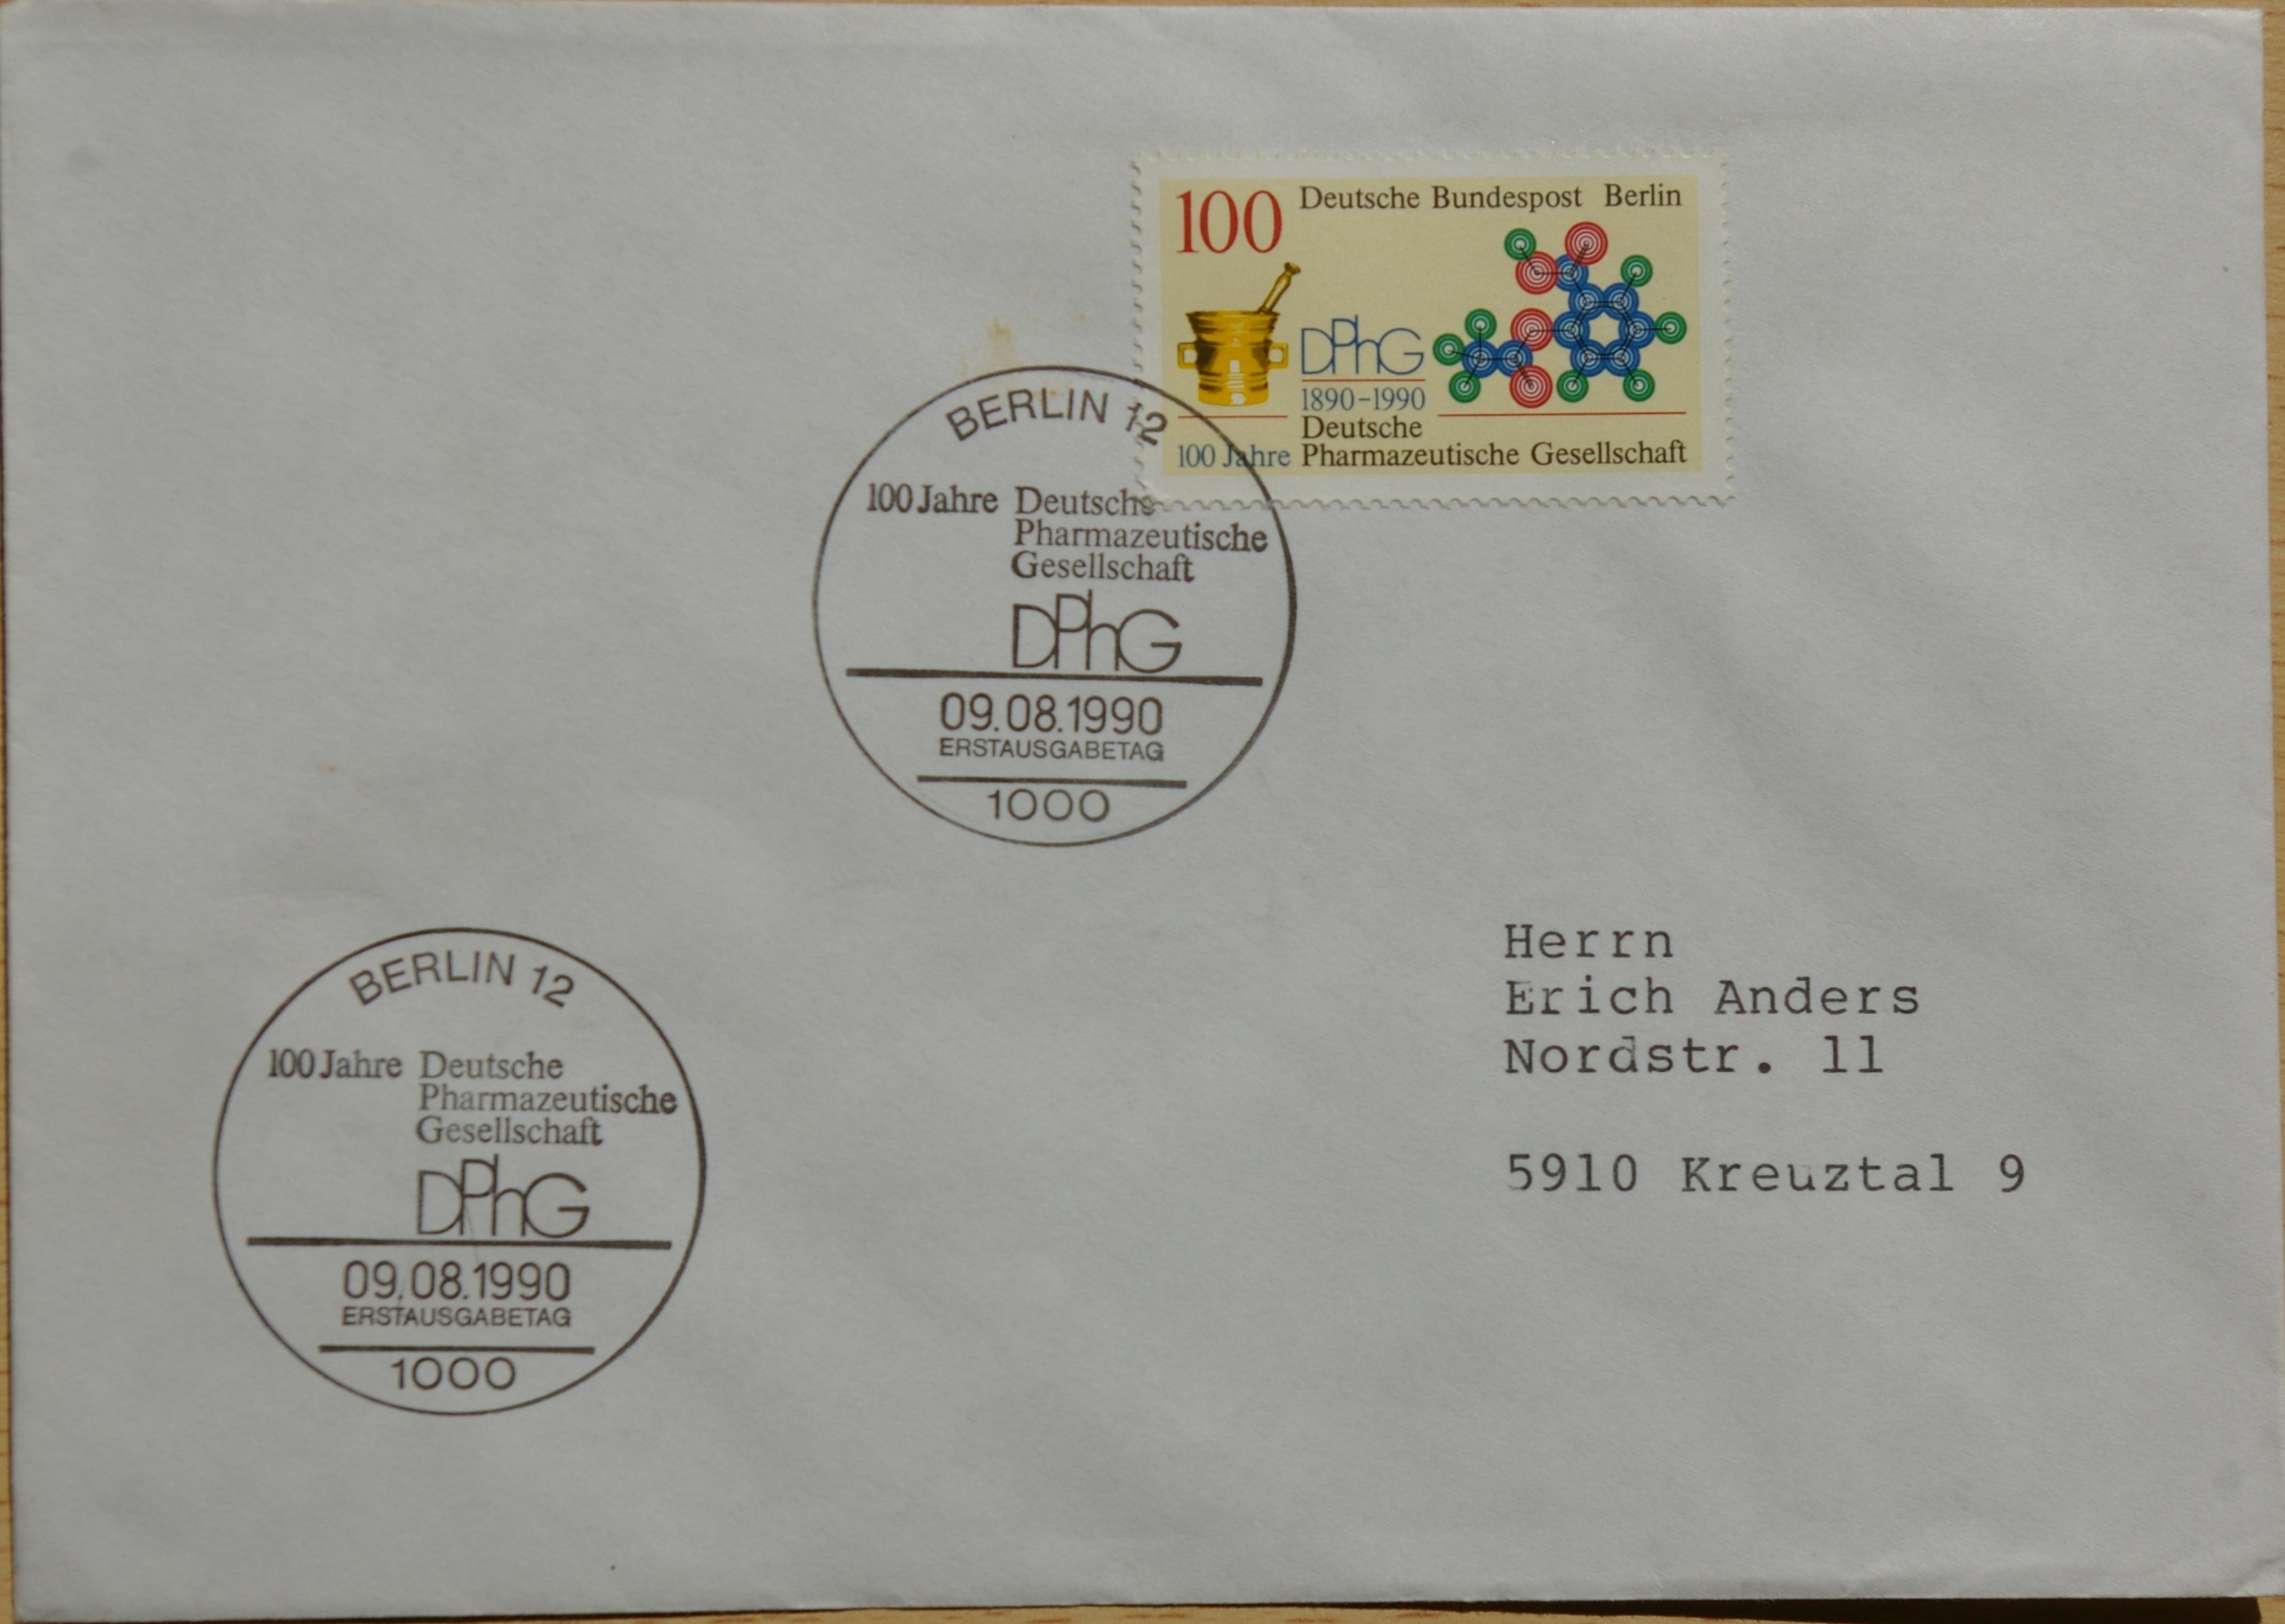 100 Deutsche Bundespost Berlin
DPhG
1890-1990
Deutsche
100 Jahre Pharmazeutische Gesellschaft
BERLIN 12
100 Jahre Deutsche
Pharmazeutische
Gesellschaft
DPhG
09.08.1990
ERSTAUSGABETAG
1000
Herrn
Erich Anders
Nordstr. 11
5910 Kreuztal 9
BERLIN 12
100 Jahre Deutsche
Pharmazeutische
Gesellschaft
DPhG
09.08.1990
ERSTAUSGABETAG
1000